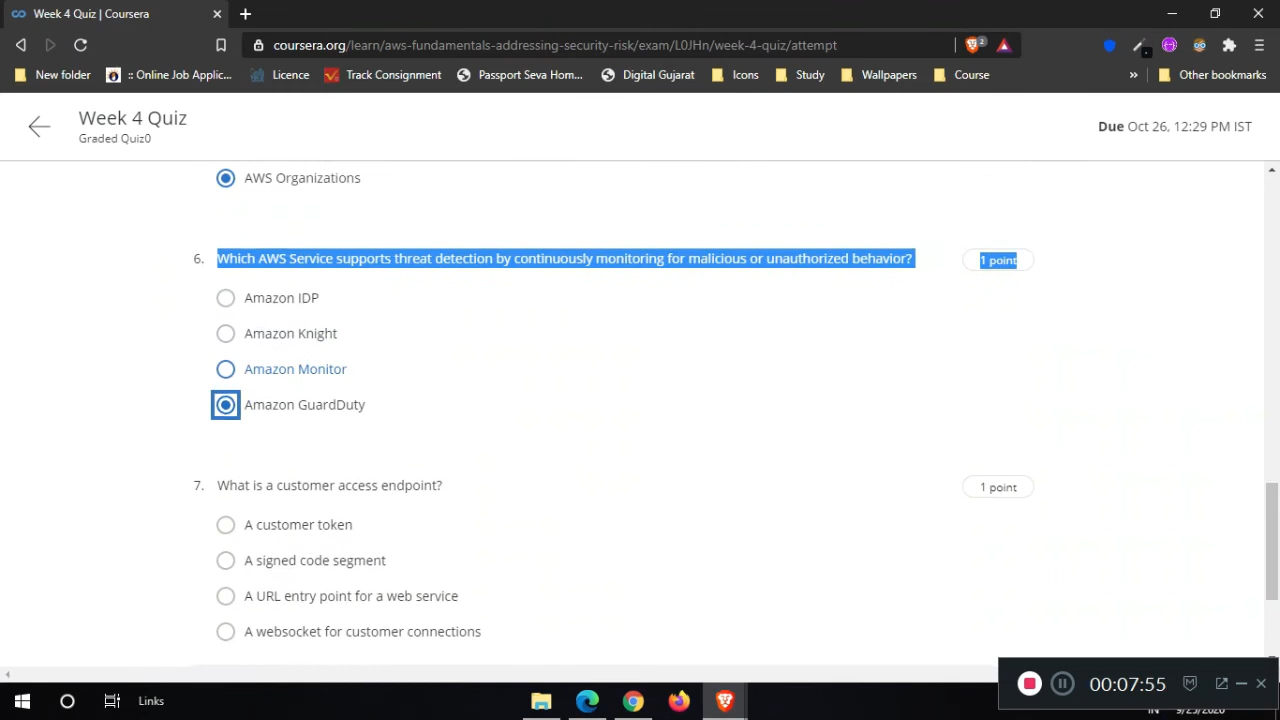 Week 4 Quiz | Coursera
coursera.org/learn/aws-fundamentals-addressing-security-risk/exam/L0JHn/week-4-quiz/attempt
2
New folder
:: Online Job Applic...
Licence
Track Consignment
Passport Seva Hom...
Digital Gujarat
Icons
Study
Wallpapers
Course
»
Other bookmarks
Week 4 Quiz
Graded Quiz0
Due Oct 26, 12:29 PM IST
AWS Organizations
6. Which AWS Service supports threat detection by continuously monitoring for malicious or unauthorized behavior? 1 point
Amazon IDP
Amazon Knight
Amazon Monitor
Amazon GuardDuty
7. What is a customer access endpoint? 1 point
A customer token
A signed code segment
A URL entry point for a web service
A websocket for customer connections
00:07:55
Links